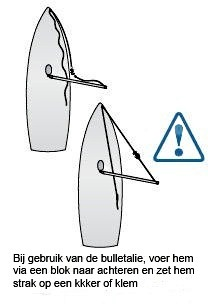 Bij gebruik van de bulletalie, voer hem
via een blok naar achteren en zet hem
strak op een kkker of klem